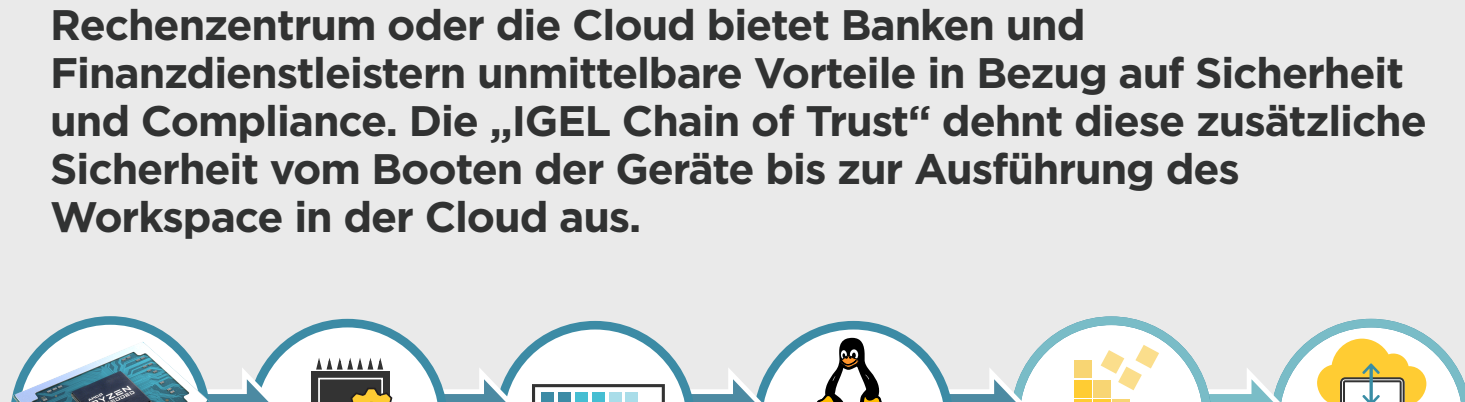 Rechenzentrum oder die Cloud bietet Banken und
Finanzdienstleistern unmittelbare Vorteile in Bezug auf Sicherheit
und Compliance. Die „IGEL Chain of Trust“ dehnt diese zusätzliche
Sicherheit vom Booten der Geräte bis zur Ausführung des
Workspace in der Cloud aus.
AMD
RYZEN